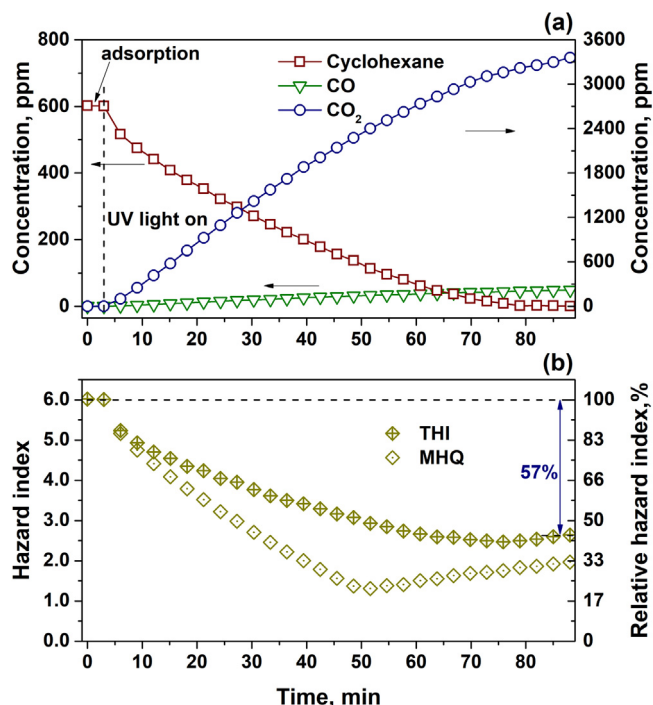 (a)
800
600
400
200
0
Concentration, ppm
adsorption
UV light on
Cyclohexane
CO
CO2
3600
3000
2400
1800
1200
600
0
Concentration, ppm
0 10 20 30 40 50 60 70 80
(b)
6.0
5.0
4.0
3.0
2.0
1.0
0.0
Hazard index
THI
MHQ
57%
100
83
66
50
33
17
0
Relative hazard index,%
0 10 20 30 40 50 60 70 80
Time, min